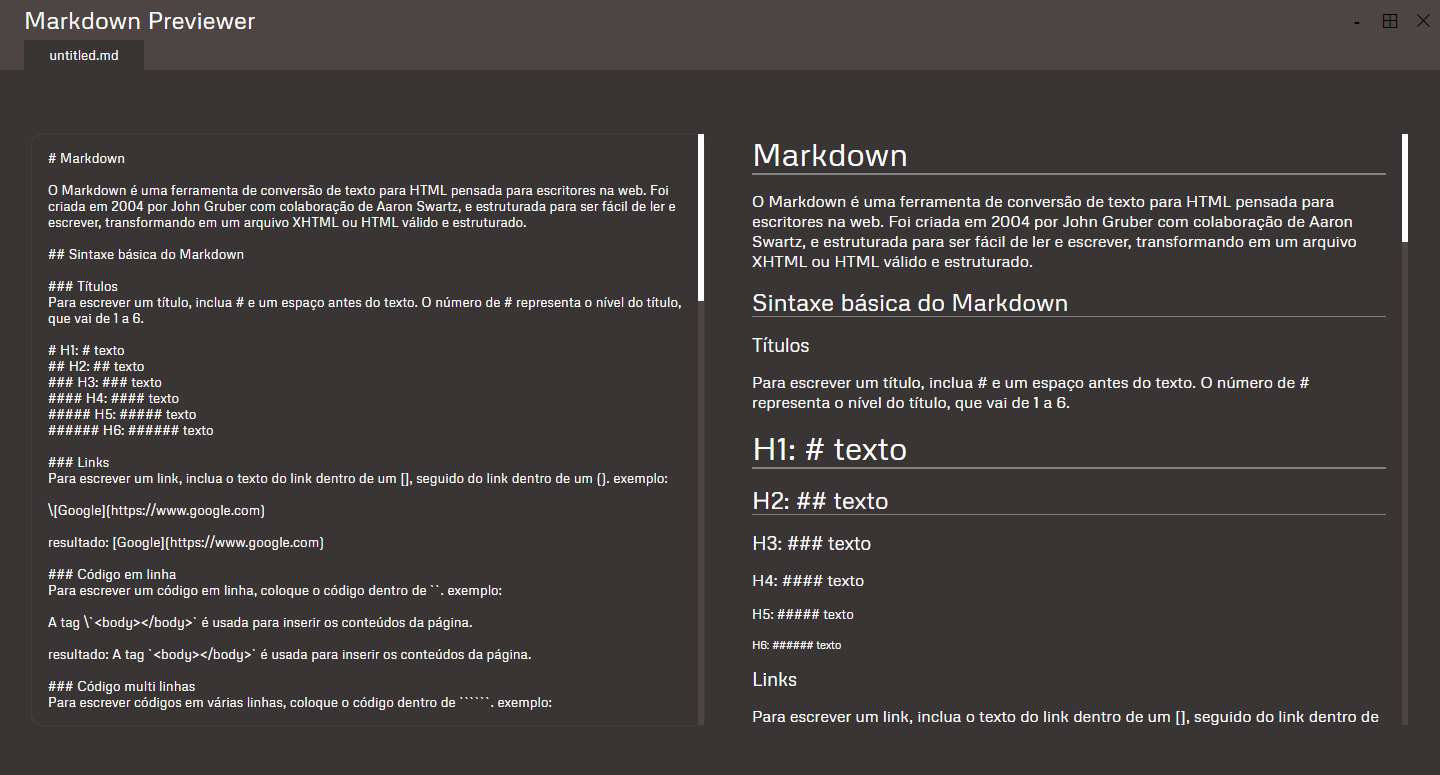 Markdown Previewer
untitled.md
# Markdown
O Markdown é uma ferramenta de conversão de texto para HTML pensada para escritores na web. Foi
criada em 2004 por John Gruber com colaboração de Aaron Swartz, e estruturada para ser fácil de ler e
escrever, transformando em um arquivo XHTML ou HTML válido e estruturado.
## Sintaxe básica do Markdown
### Títulos
Para escrever um título, inclua # e um espaço antes do texto. O número de # representa o nível do título,
que vai de 1 a 6.
# H1: # texto
## H2: ## texto
### H3: ### texto
#### H4: #### texto
##### H5: ##### texto
###### H6: ###### texto
### Links
Para escrever um link, inclua o texto do link dentro de um [], seguido do link dentro de um (). exemplo:
\[Google](https://www.google.com)
resultado: [Google](https://www.google.com)
### Código em linha
Para escrever um código em linha, coloque o código dentro de ``. exemplo:
A tag \`<body></body>` é usada para inserir os conteúdos da página.
resultado: A tag `<body></body>` é usada para inserir os conteúdos da página.
### Código multi linhas
Para escrever códigos em várias linhas, coloque o código dentro de ``````. exemplo:
Markdown
O Markdown é uma ferramenta de conversão de texto para HTML pensada para
escritores na web. Foi criada em 2004 por John Gruber com colaboração de Aaron
Swartz, e estruturada para ser fácil de ler e escrever, transformando em um arquivo
XHTML ou HTML válido e estruturado.
Sintaxe básica do Markdown
Títulos
Para escrever um título, inclua # e um espaço antes do texto. O número de #
representa o nível do título, que vai de 1 a 6.
H1: # texto
H2: ## texto
H3: ### texto
H4: #### texto
H5: ##### texto
H6: ###### texto
Links
Para escrever um link, inclua o texto do link dentro de um [], seguido do link dentro de